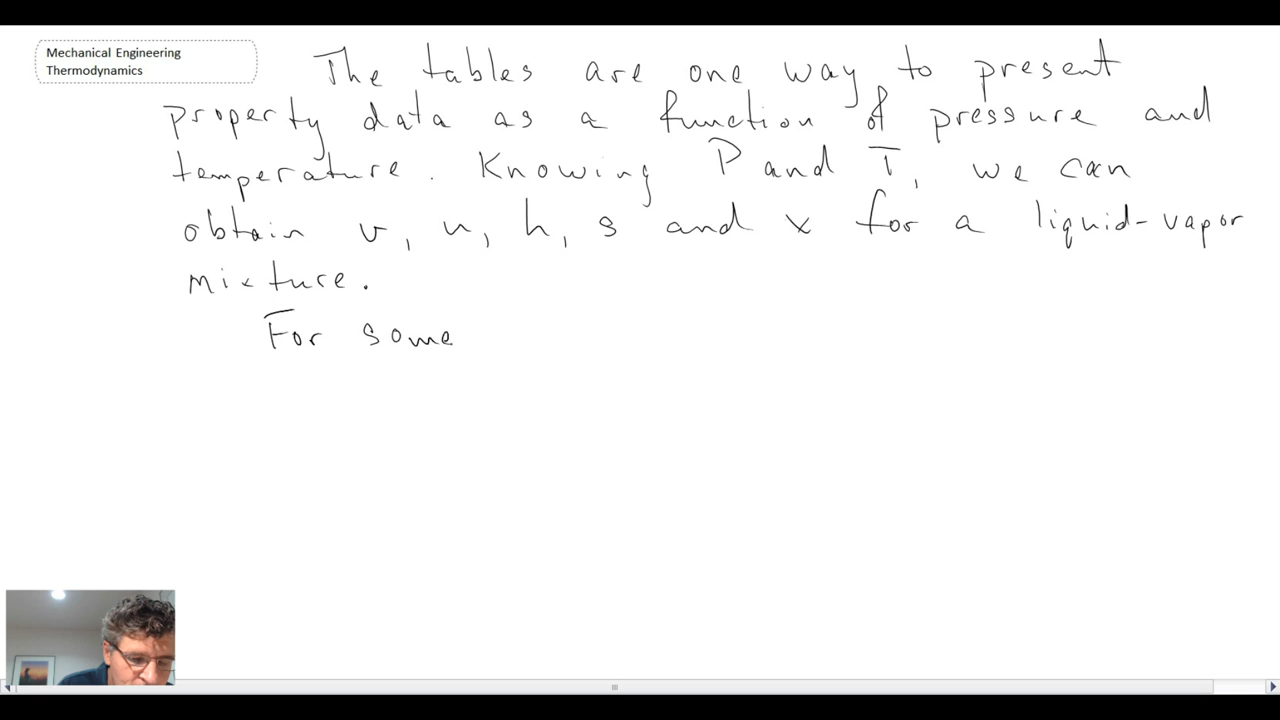 Mechanical Engineering
Thermodynamics
The tables are one way to present
property data as a function of pressure and
temperature. Knowing P and T, we can
obtain v, u, h, s and x for a liquid-vapor
mixture.
For some